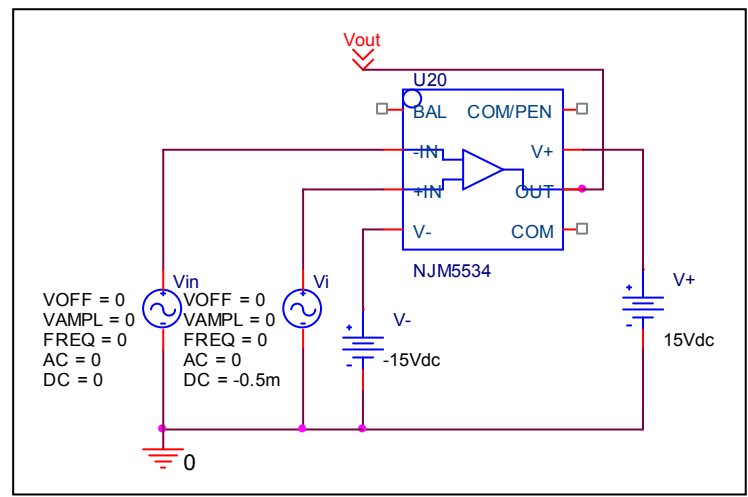 Vout
U20
BAL COM/PEN
-IN V+
+IN OUT
V- COM
NJM5534
Vin
VOFF = 0
VAMPL = 0
FREQ = 0
AC = 0
DC = 0
Vi
VOFF = 0
VAMPL = 0
FREQ = 0
AC = 0
DC = -0.5m
V-
-15Vdc
V+
15Vdc
0